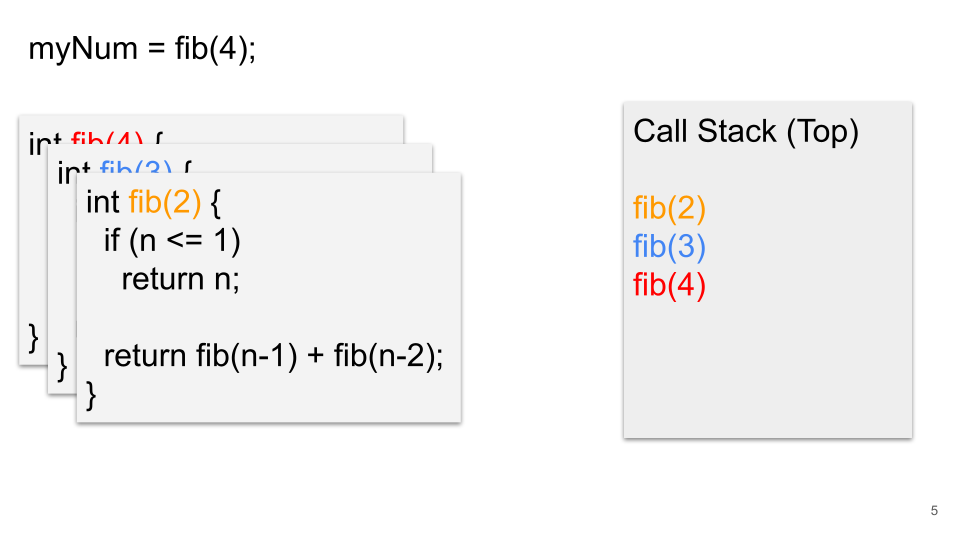 myNum = fib(4);
int fib(4) {
int fib(3) {
int fib(2) {
if (n <= 1)
return n;
return fib(n-1) + fib(n-2);
}
}
}
Call Stack (Top)
fib(2)
fib(3)
fib(4)
5